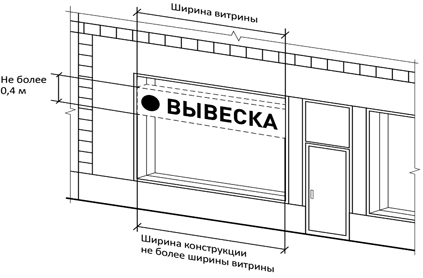 Ширина витрины
Не более
0,4 м
ВЫВЕСКА
Ширина конструкции
не более ширины витрины